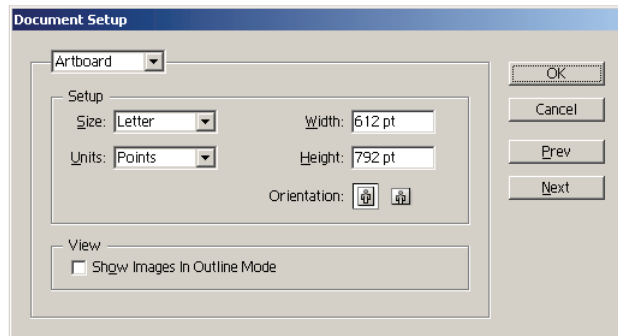 Document Setup
Artboard
OK
Setup
Size: Letter
Width: 612 pt
Cancel
Units: Points
Height: 792 pt
Prev
Orientation:
Next
View
Show Images In Outline Mode